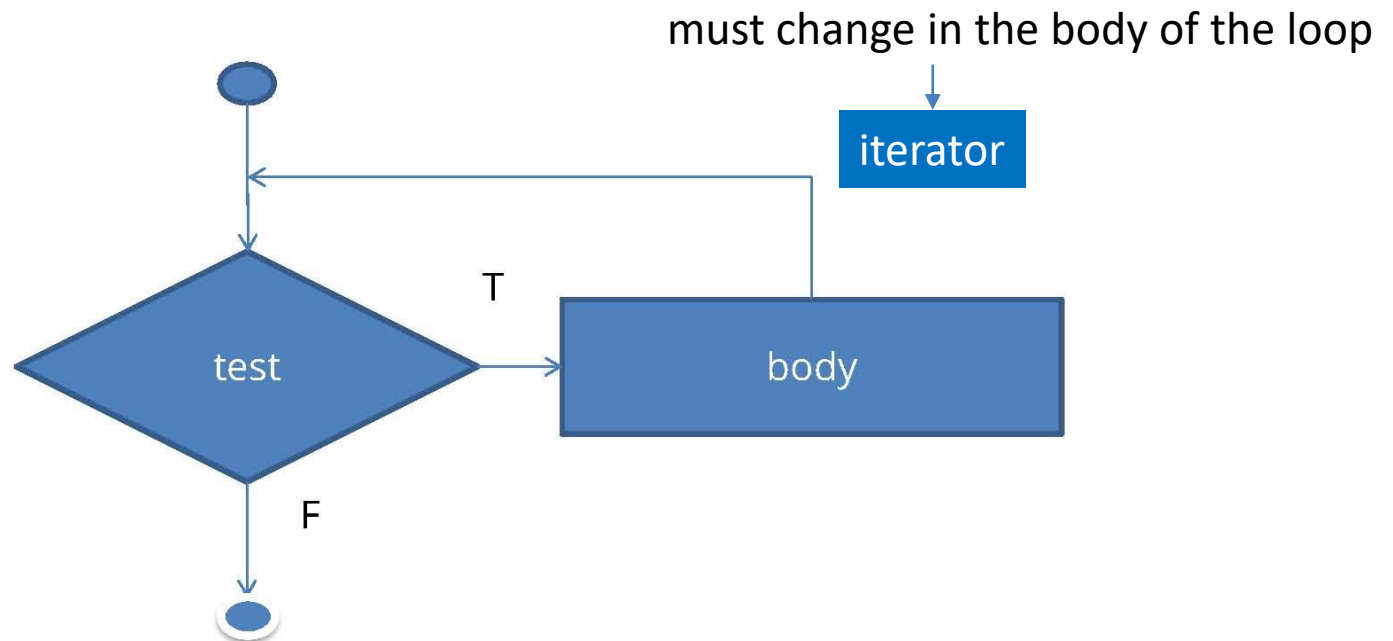 must change in the body of the loop
iterator
T
test
body
F